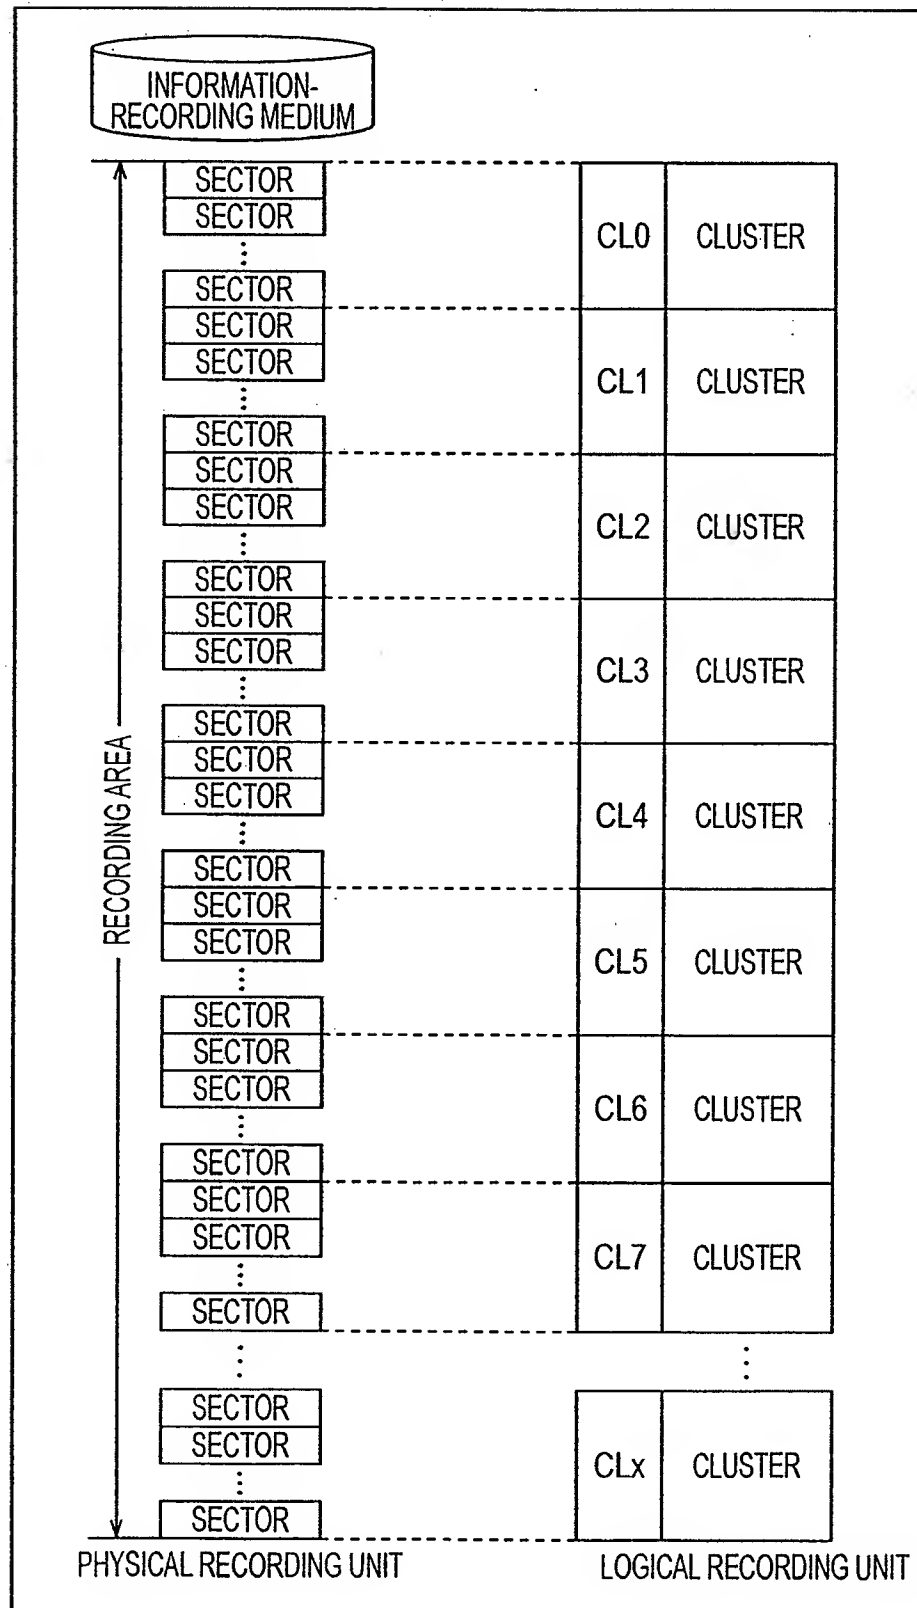 INFORMATION-
RECORDING MEDIUM
SECTOR
SECTOR
CL0 CLUSTER
SECTOR
SECTOR
SECTOR
CL1 CLUSTER
SECTOR
SECTOR
SECTOR
CL2 CLUSTER
SECTOR
SECTOR
SECTOR
CL3 CLUSTER
SECTOR
SECTOR
SECTOR
CL4 CLUSTER
SECTOR
SECTOR
SECTOR
CL5 CLUSTER
SECTOR
SECTOR
SECTOR
CL6 CLUSTER
SECTOR
SECTOR
SECTOR
CL7 CLUSTER
SECTOR
SECTOR
SECTOR
CLx CLUSTER
SECTOR
RECORDING AREA
PHYSICAL RECORDING UNIT
LOGICAL RECORDING UNIT